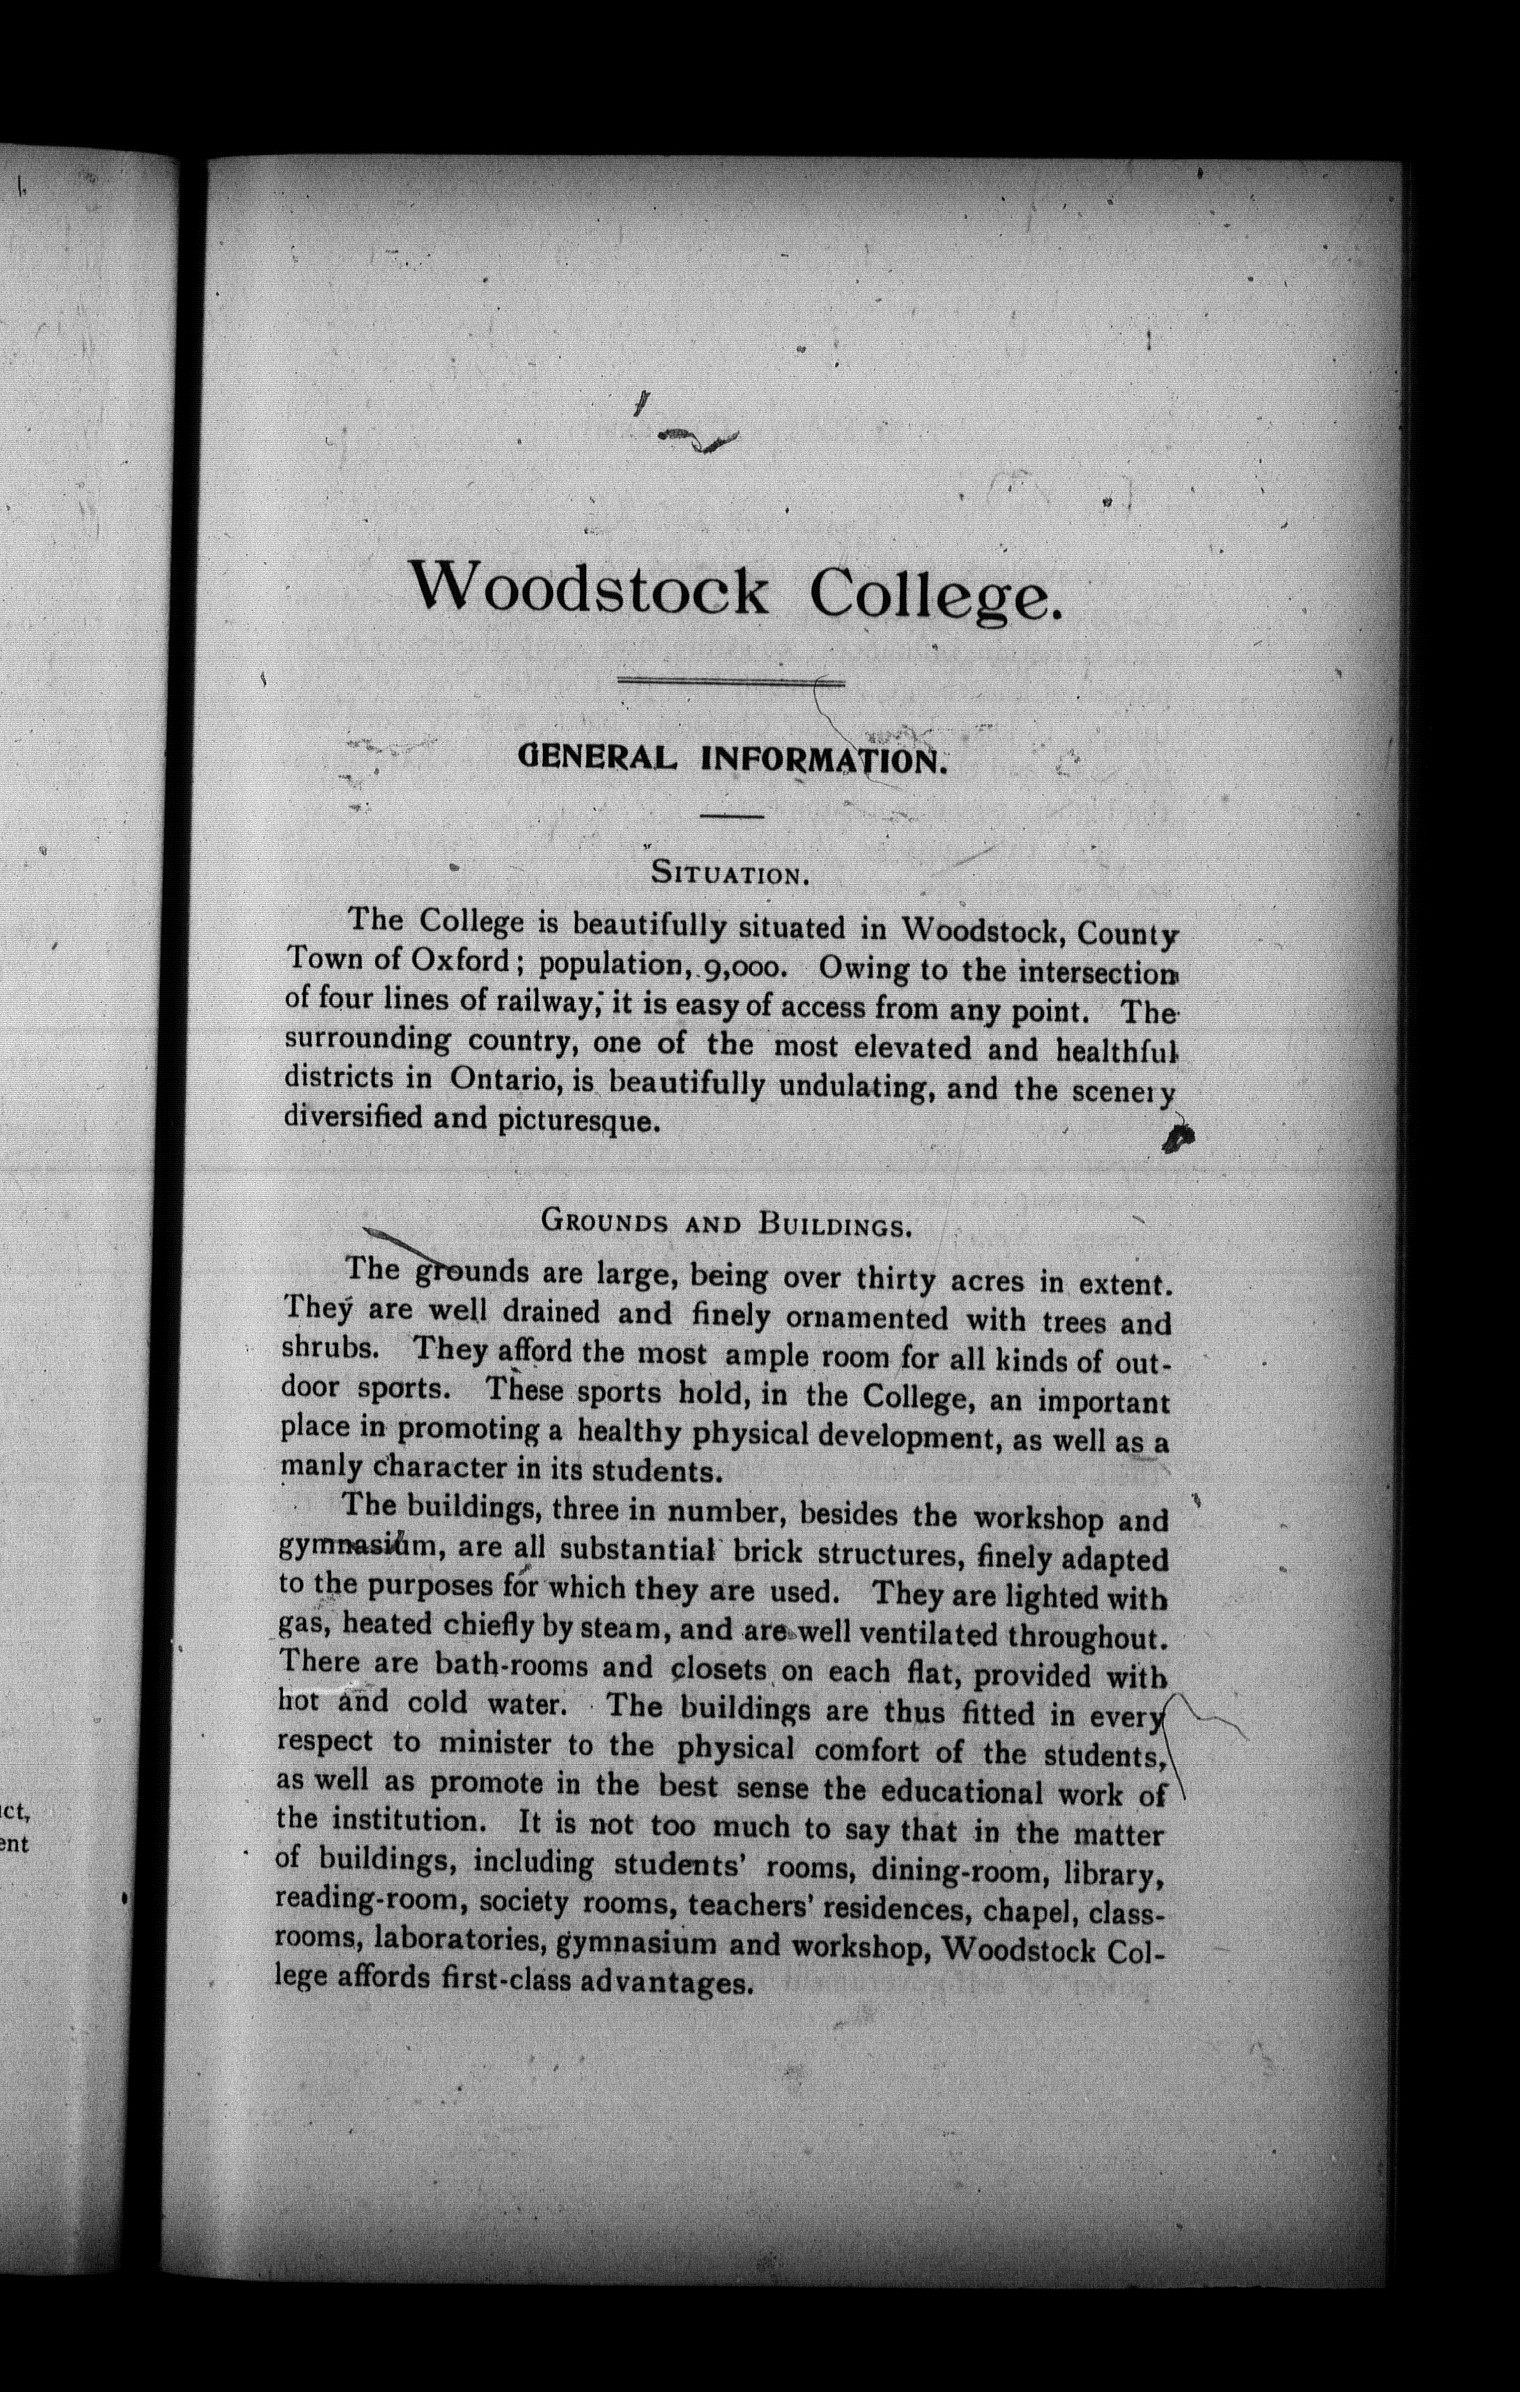 Woodstock College.
GENERAL INFORMATION.
SITUATION.
The College is beautifully situated in Woodstock, County
Town of Oxford; population, 9,000. Owing to the intersection
of four lines of railway, it is easy of access from any point. The
surrounding country, one of the most elevated and healthful
districts in Ontario, is beautifully undulating, and the scenery
diversified and picturesque.
GROUNDS AND BUILDINGS.
The grounds are large, being over thirty acres in extent.
They are well drained and finely ornamented with trees and
shrubs. They afford the most ample room for all kinds of out-
door sports. These sports hold, in the College, an important
place in promoting a healthy physical development, as well as a
manly character in its students.
The buildings, three in number, besides the workshop and
gymnasium, are all substantial brick structures, finely adapted
to the purposes for which they are used. They are lighted with
gas, heated chiefly by steam, and are well ventilated throughout.
There are bath-rooms and closets on each flat, provided with
hot and cold water. The buildings are thus fitted in every
respect to minister to the physical comfort of the students,
as well as promote in the best sense the educational work of
the institution. It is not too much to say that in the matter
of buildings, including students' rooms, dining-room, library,
reading-room, society rooms, teachers' residences, chapel, class-
rooms, laboratories, gymnasium and workshop, Woodstock Col-
lege affords first-class advantages.